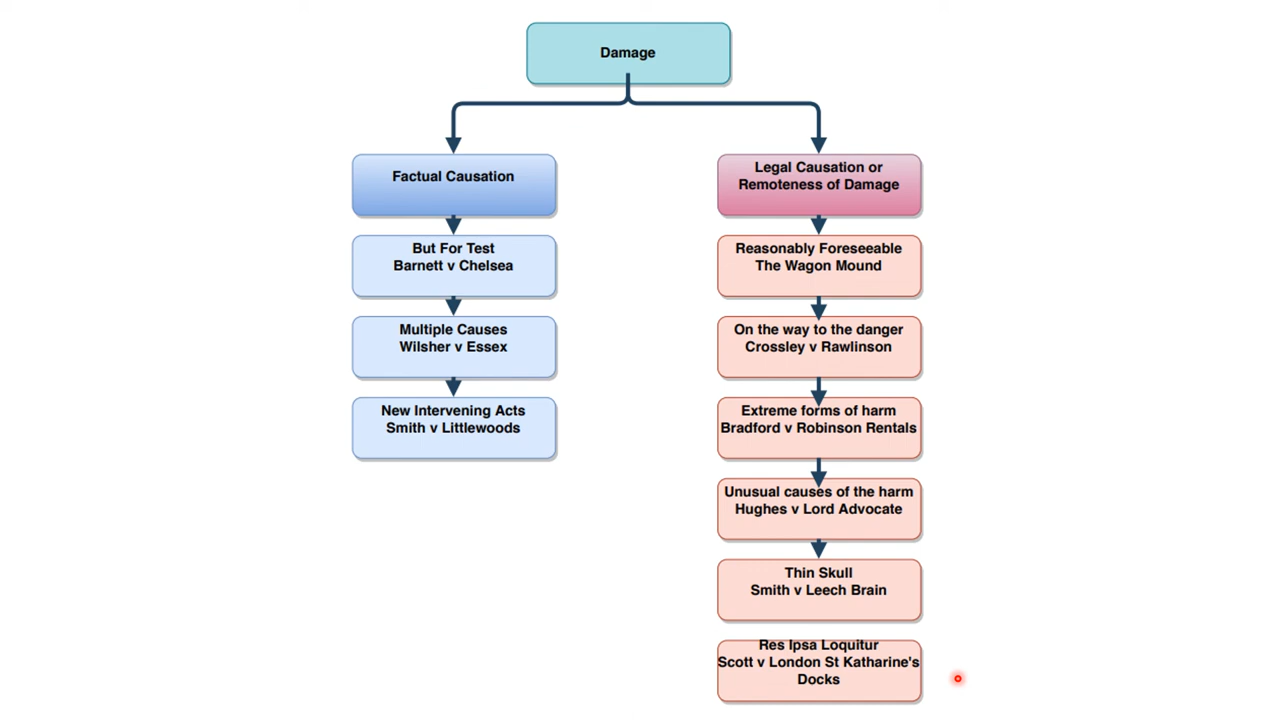 Damage
Factual Causation
But For Test
Barnett v Chelsea
Multiple Causes
Wilsher v Essex
New Intervening Acts
Smith v Littlewoods
Legal Causation or
Remoteness of Damage
Reasonably Foreseeable
The Wagon Mound
On the way to the danger
Crossley v Rawlinson
Extreme forms of harm
Bradford v Robinson Rentals
Unusual causes of the harm
Hughes v Lord Advocate
Thin Skull
Smith v Leech Brain
Res Ipsa Loquitur
Scott v London St Katharine's
Docks